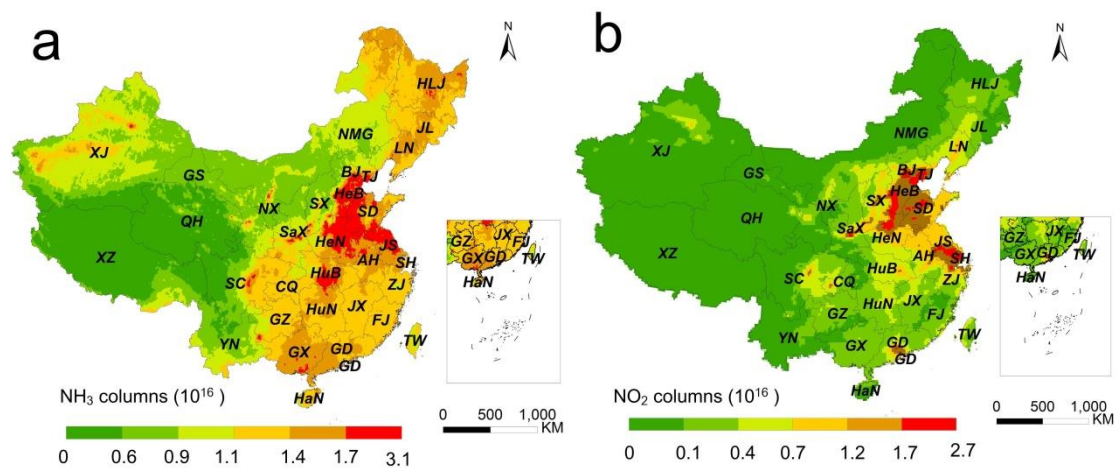 a
N
HLJ
JL
LN
NMG
XJ
GS
BJ
TJ
HeB
SX
SD
NX
QH
SaX
HeN
JS
XZ
AH
SH
SC
HuB
ZJ
CQ
HuN
JX
GZ
FJ
YN
GX
GD
GD
TW
HaN
GZ
JX
FJ
GX
GD
TW
HaN
NH₃ columns (10¹⁶)
0 0.6 0.9 1.1 1.4 1.7 3.1
0 500 1,000
KM
b
N
HLJ
JL
LN
NMG
XJ
GS
BJ
TJ
HeB
SX
SD
NX
QH
SaX
HeN
JS
XZ
AH
SH
SC
HuB
ZJ
CQ
HuN
JX
GZ
FJ
YN
GX
GD
GD
TW
HaN
GZ
JX
FJ
GX
GD
TW
HaN
NO₂ columns (10¹⁶)
0 0.1 0.4 0.7 1.2 1.7 2.7
0 500 1,000
KM